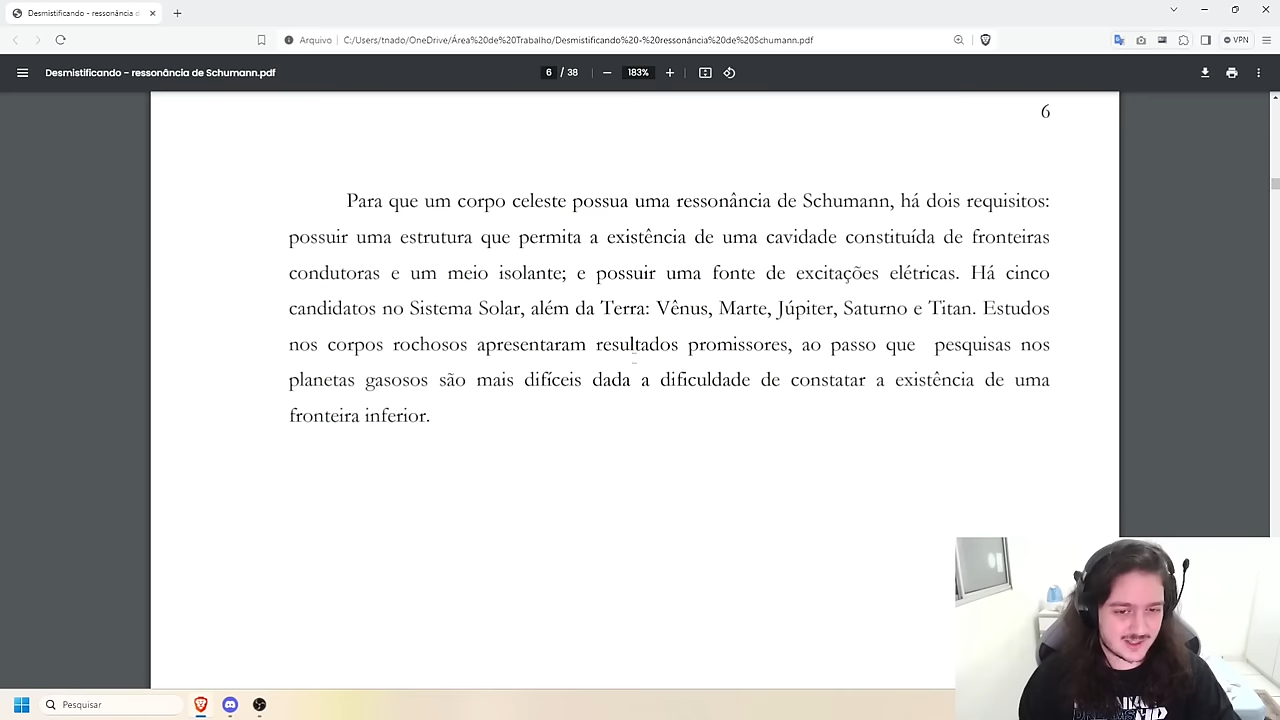 Desmistificando - ressonância d
Arquivo
C:/Users/tnado/OneDrive/Área%20de%20Trabalho/Desmistificando%20-%20ressonância%20de%20Schumann.pdf
VPN
Desmistificando - ressonância de Schumann.pdf
6 / 38
183%
6
Para que um corpo celeste possua uma ressonância de Schumann, há dois requisitos:
possuir uma estrutura que permita a existência de uma cavidade constituída de fronteiras
condutoras e um meio isolante; e possuir uma fonte de excitações elétricas. Há cinco
candidatos no Sistema Solar, além da Terra: Vênus, Marte, Júpiter, Saturno e Titan. Estudos
nos corpos rochosos apresentaram resultados promissores, ao passo que pesquisas nos
planetas gasosos são mais difíceis dada a dificuldade de constatar a existência de uma
fronteira inferior.
Pesquisar